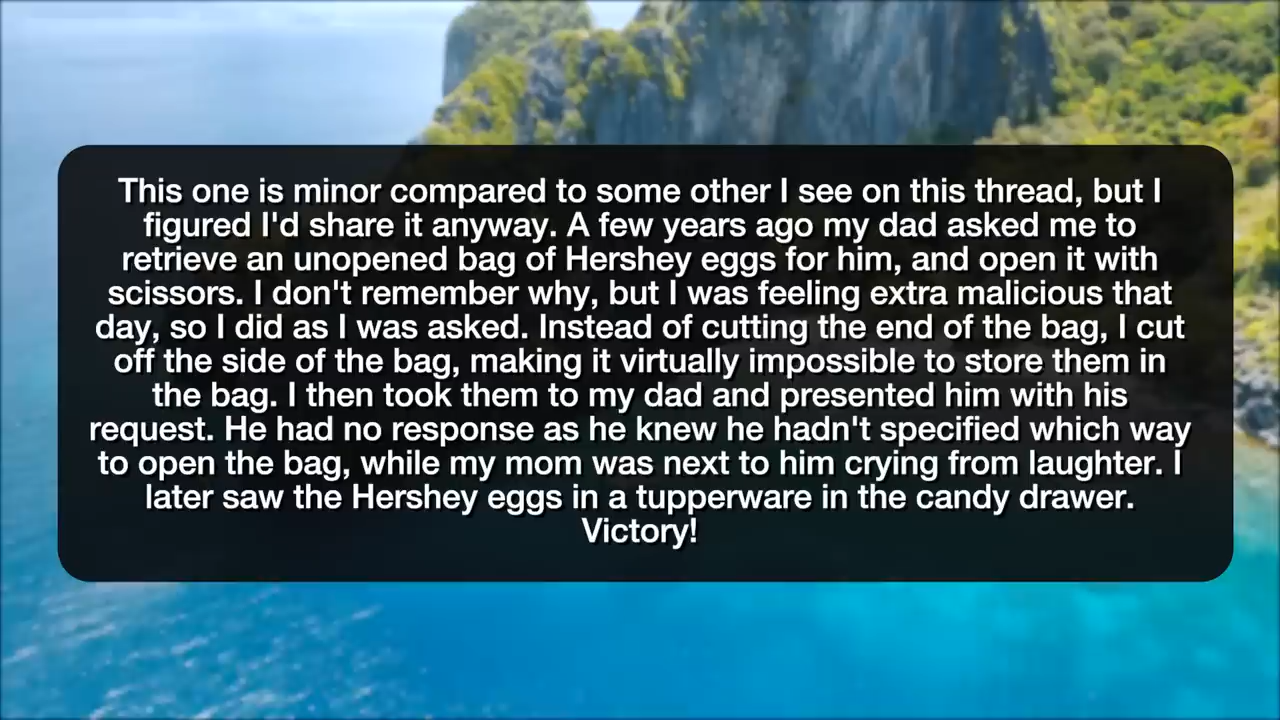 This one is minor compared to some other I see on this thread, but I
figured I'd share it anyway. A few years ago my dad asked me to
retrieve an unopened bag of Hershey eggs for him, and open it with
scissors. I don't remember why, but I was feeling extra malicious that
day, so I did as I was asked. Instead of cutting the end of the bag, I cut
off the side of the bag, making it virtually impossible to store them in
the bag. I then took them to my dad and presented him with his
request. He had no response as he knew he hadn't specified which way
to open the bag, while my mom was next to him crying from laughter. I
later saw the Hershey eggs in a tupperware in the candy drawer.
Victory!